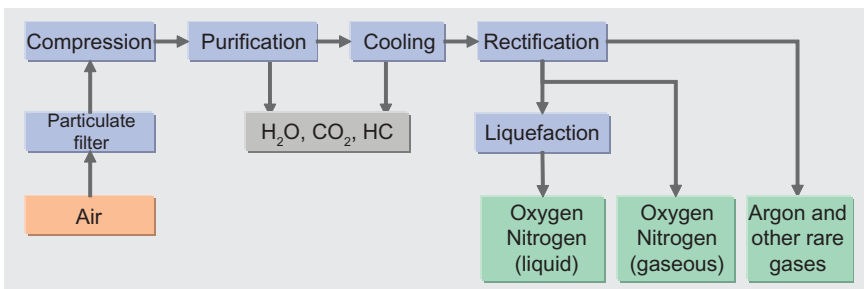 Compression
Purification
Cooling
Rectification
Particulate
filter
H₂O, CO₂, HC
Liquefaction
Air
Oxygen
Nitrogen
(liquid)
Oxygen
Nitrogen
(gaseous)
Argon and
other rare
gases